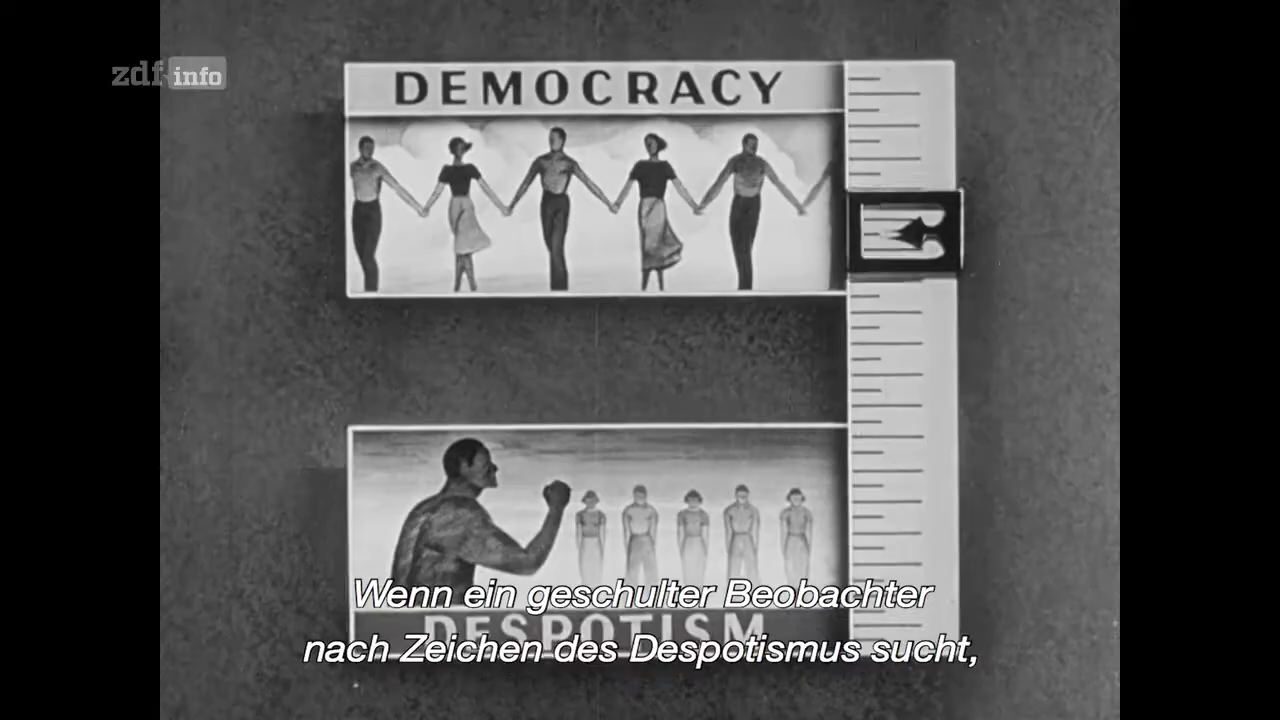 zdf info
DEMOCRACY
DESPOTISM
Wenn ein geschulter Beobachter
nach Zeichen des Despotismus sucht,